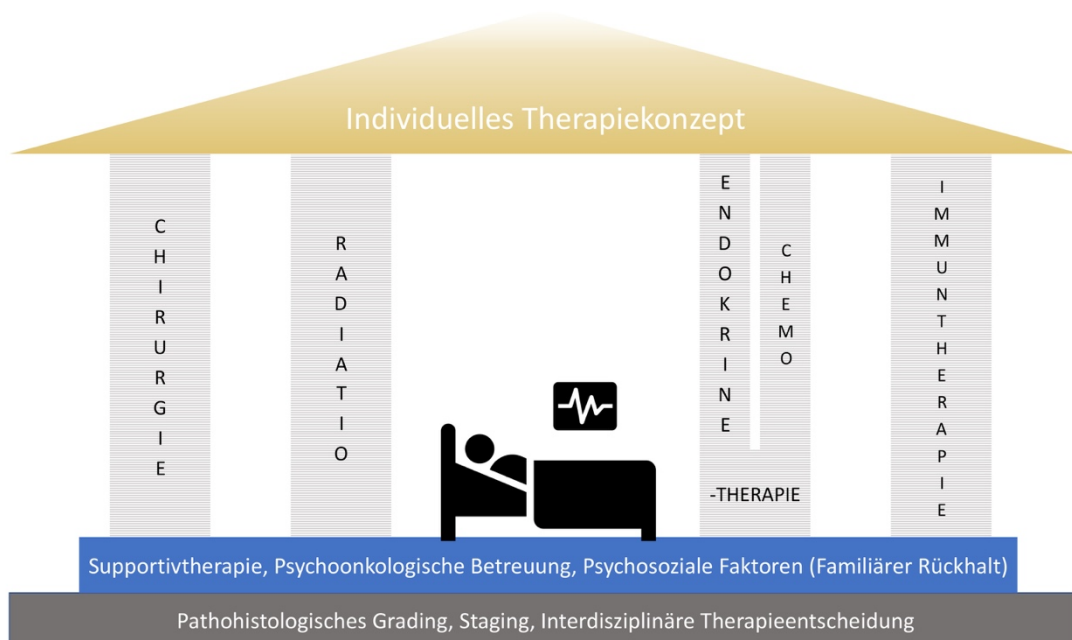 Individuelles Therapiekonzept
CHIRURGIE
RADIATIO
ENDOKRINE
CHEMO
-THERAPIE
IMMUNTHERAPIE
Supportivtherapie, Psychoonkologische Betreuung, Psychosoziale Faktoren (Familiärer Rückhalt)
Pathohistologisches Grading, Staging, Interdisziplinäre Therapieentscheidung